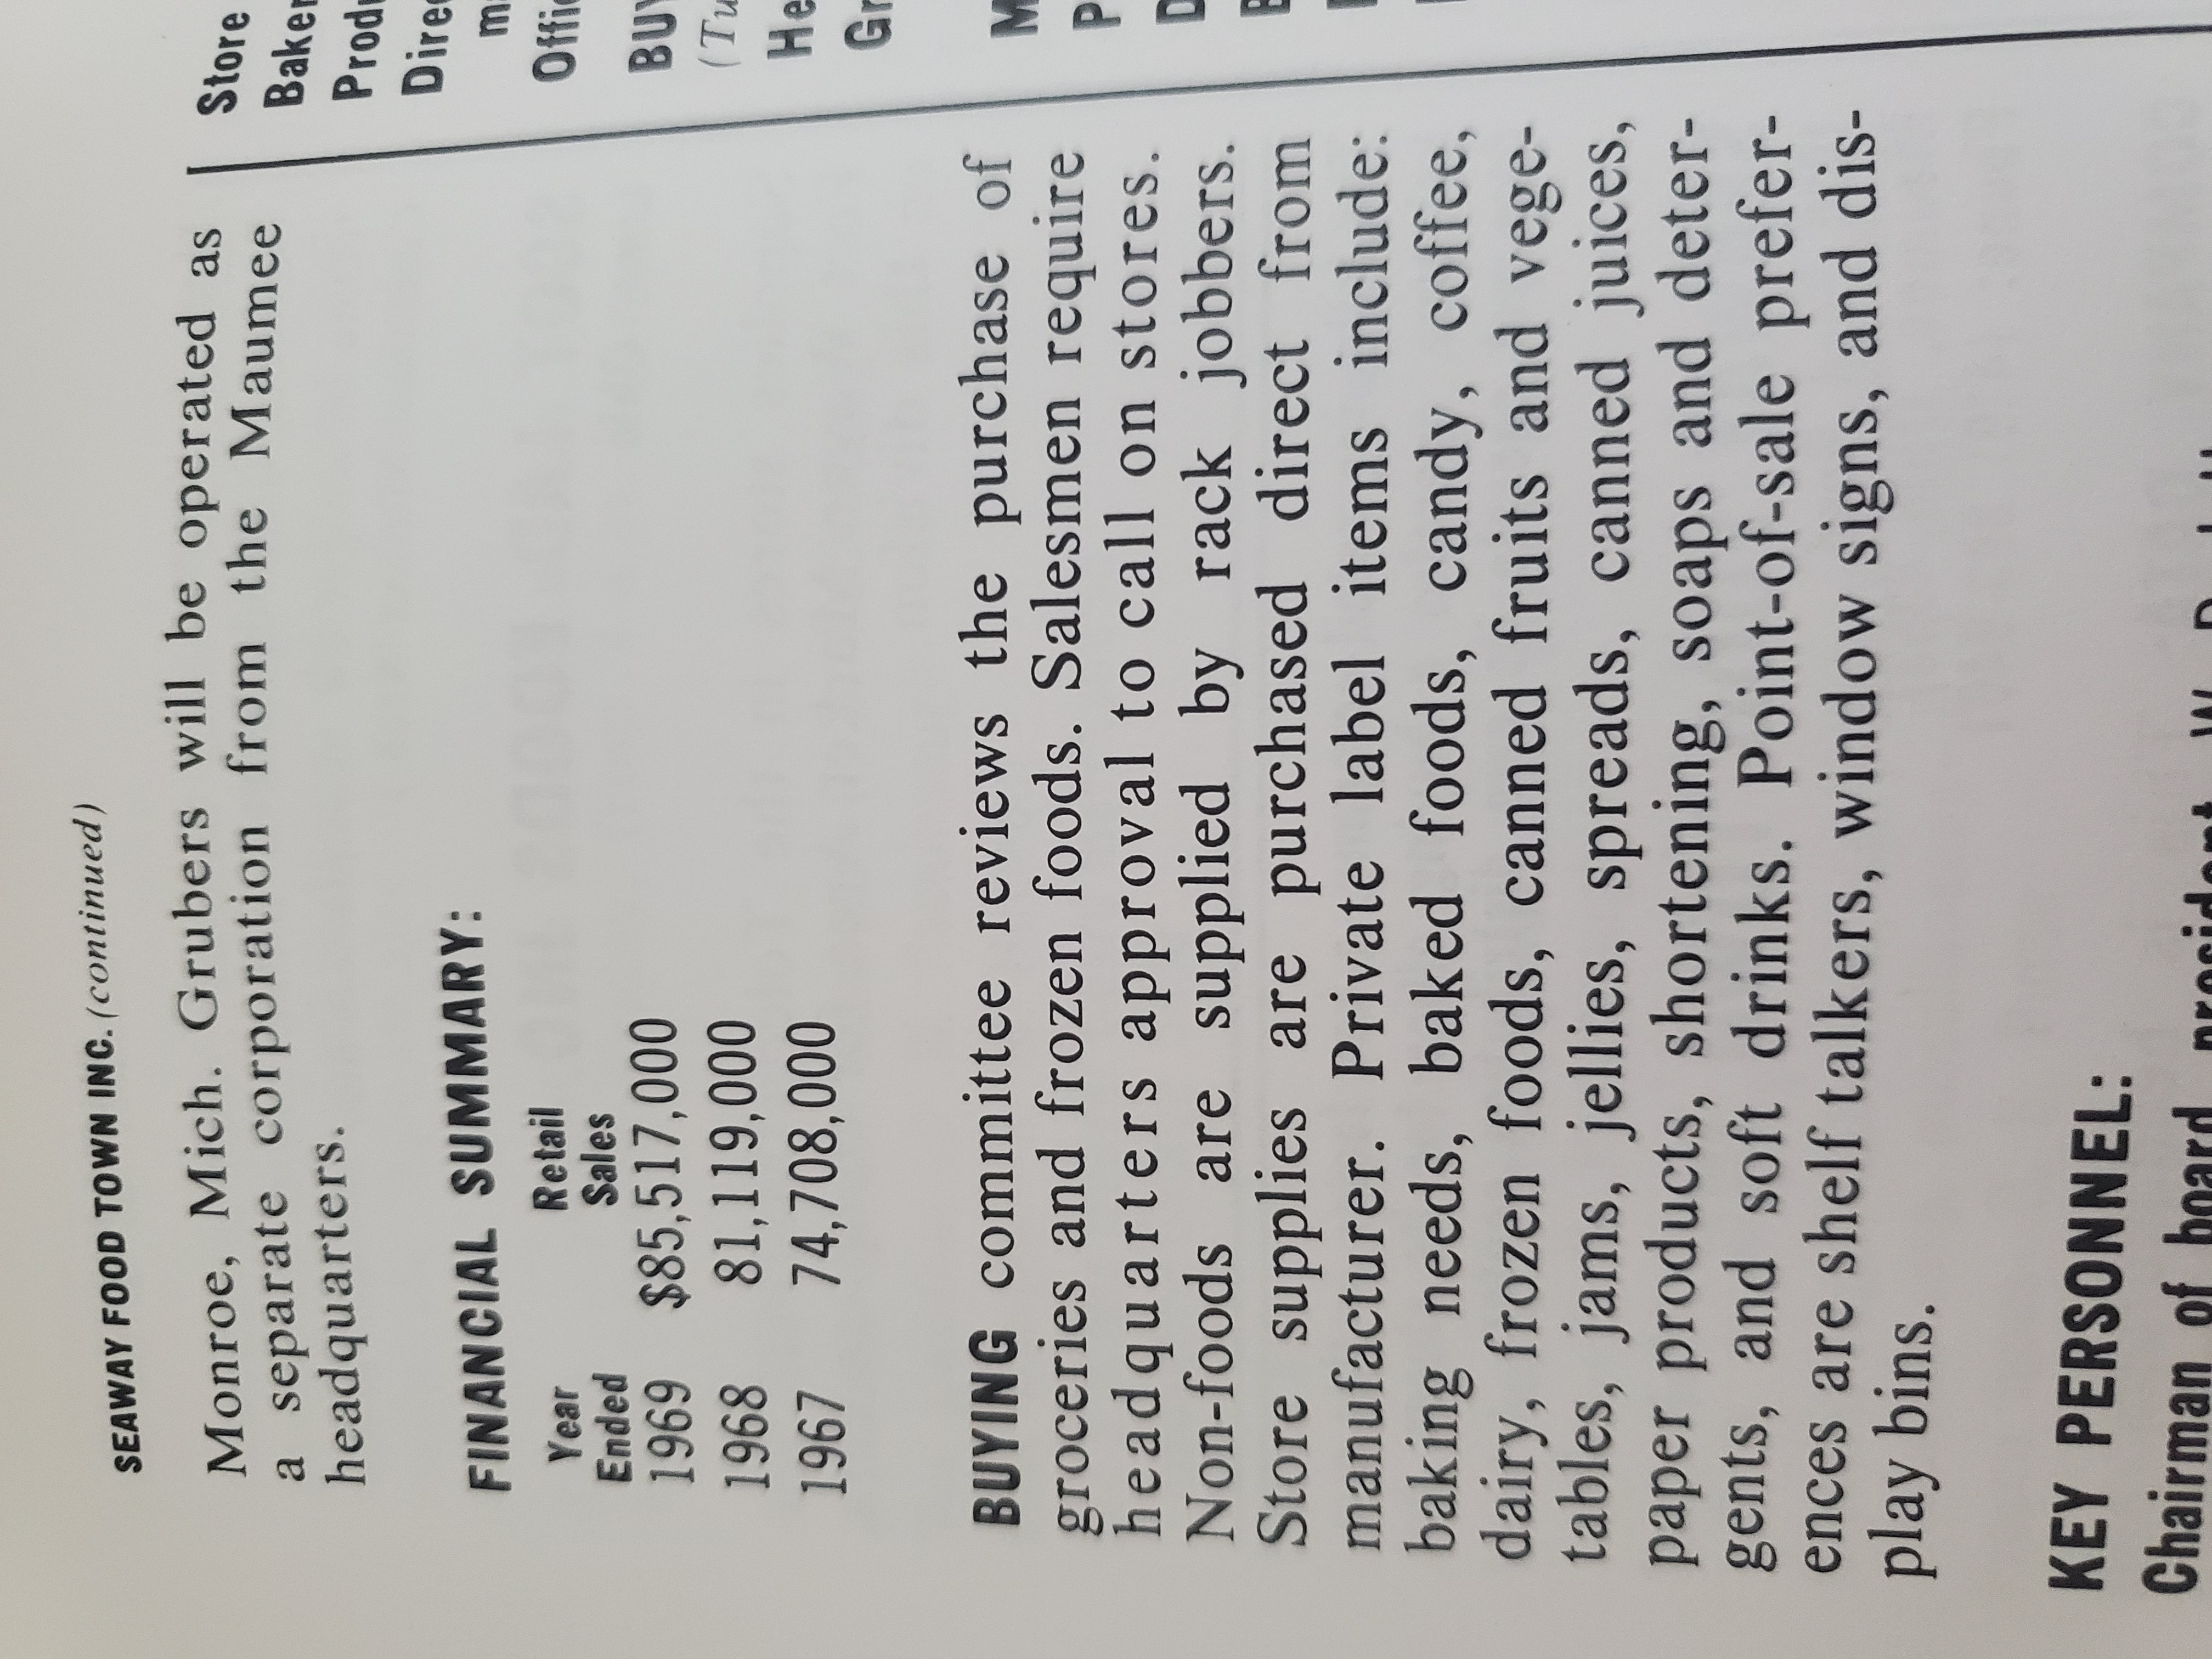 SEAWAY FOOD TOWN INC. (continued)
Monroe, Mich. Grubers will be operated as
a separate corporation from the Maumee
headquarters.
FINANCIAL SUMMARY:
Year Retail
Ended Sales
1969 $85,517,000
1968 81,119,000
1967 74,708,000
BUYING committee reviews the purchase of
groceries and frozen foods. Salesmen require
headquarters approval to call on stores.
Non-foods are supplied by rack jobbers.
Store supplies are purchased direct from
manufacturer. Private label items include:
baking needs, baked foods, candy, coffee,
dairy, frozen foods, canned fruits and vege-
tables, jams, jellies, spreads, canned juices,
paper products, shortening, soaps and deter-
gents, and soft drinks. Point-of-sale prefer-
ences are shelf talkers, window signs, and dis-
play bins.
KEY PERSONNEL:
Chairman of board, president
Store